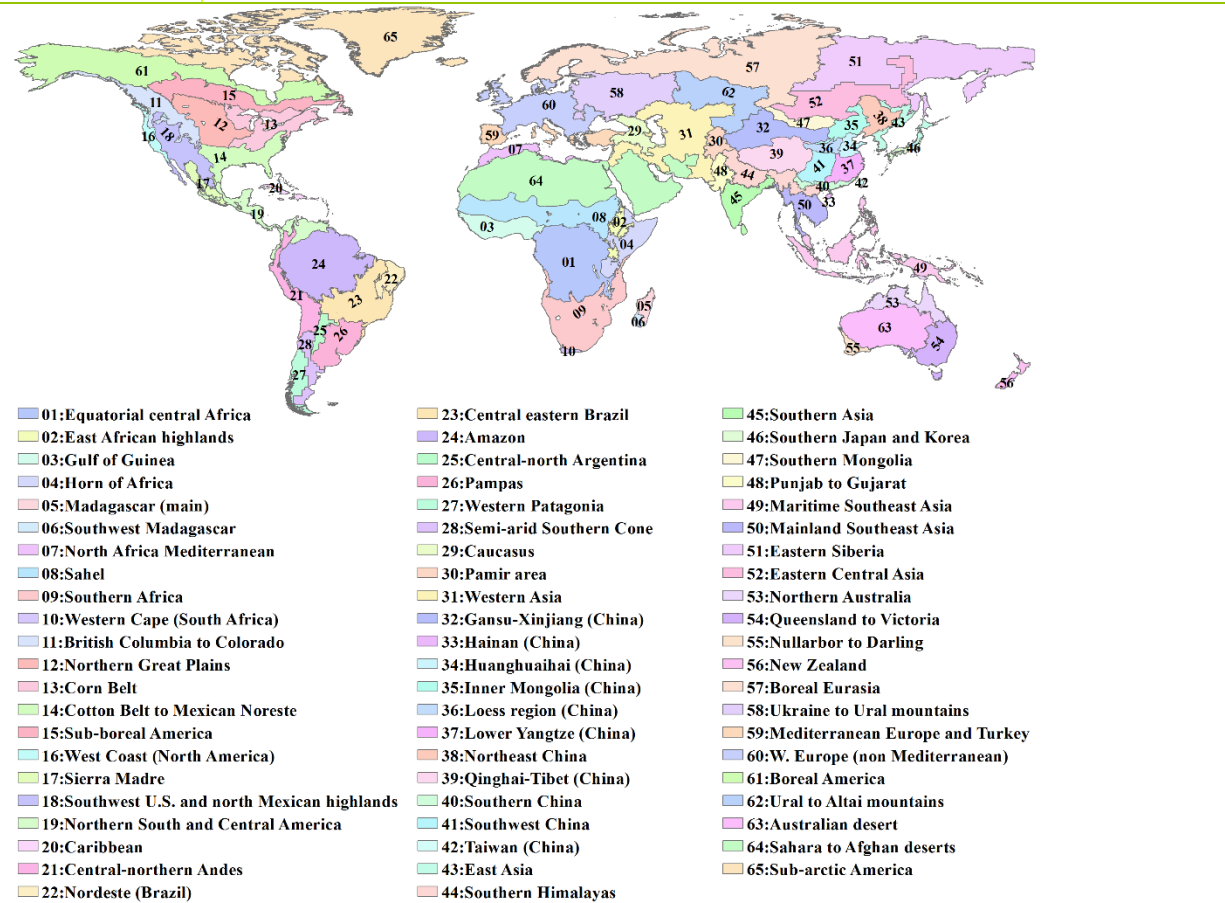 65
61
51
57
15
11
62
58
60
52
12
13
16
18
59
29
31
32
47
35
38
43
14
07
30
36
34
46
39
41
37
17
20
64
48
44
40
42
45
50
33
19
08
02
03
04
24
01
49
22
21
23
05
53
09
06
25
26
63
54
28
10
55
27
56
01:Equatorial central Africa
02:East African highlands
03:Gulf of Guinea
04:Horn of Africa
05:Madagascar (main)
06:Southwest Madagascar
07:North Africa Mediterranean
08:Sahel
09:Southern Africa
10:Western Cape (South Africa)
11:British Columbia to Colorado
12:Northern Great Plains
13:Corn Belt
14:Cotton Belt to Mexican Noreste
15:Sub-boreal America
16:West Coast (North America)
17:Sierra Madre
18:Southwest U.S. and north Mexican highlands
19:Northern South and Central America
20:Caribbean
21:Central-northern Andes
22:Nordeste (Brazil)
23:Central eastern Brazil
24:Amazon
25:Central-north Argentina
26:Pampas
27:Western Patagonia
28:Semi-arid Southern Cone
29:Caucasus
30:Pamir area
31:Western Asia
32:Gansu-Xinjiang (China)
33:Hainan (China)
34:Huanghuaihai (China)
35:Inner Mongolia (China)
36:Loess region (China)
37:Lower Yangtze (China)
38:Northeast China
39:Qinghai-Tibet (China)
40:Southern China
41:Southwest China
42:Taiwan (China)
43:East Asia
44:Southern Himalayas
45:Southern Asia
46:Southern Japan and Korea
47:Southern Mongolia
48:Punjab to Gujarat
49:Maritime Southeast Asia
50:Mainland Southeast Asia
51:Eastern Siberia
52:Eastern Central Asia
53:Northern Australia
54:Queensland to Victoria
55:Nullarbor to Darling
56:New Zealand
57:Boreal Eurasia
58:Ukraine to Ural mountains
59:Mediterranean Europe and Turkey
60:W. Europe (non Mediterranean)
61:Boreal America
62:Ural to Altai mountains
63:Australian desert
64:Sahara to Afghan deserts
65:Sub-arctic America